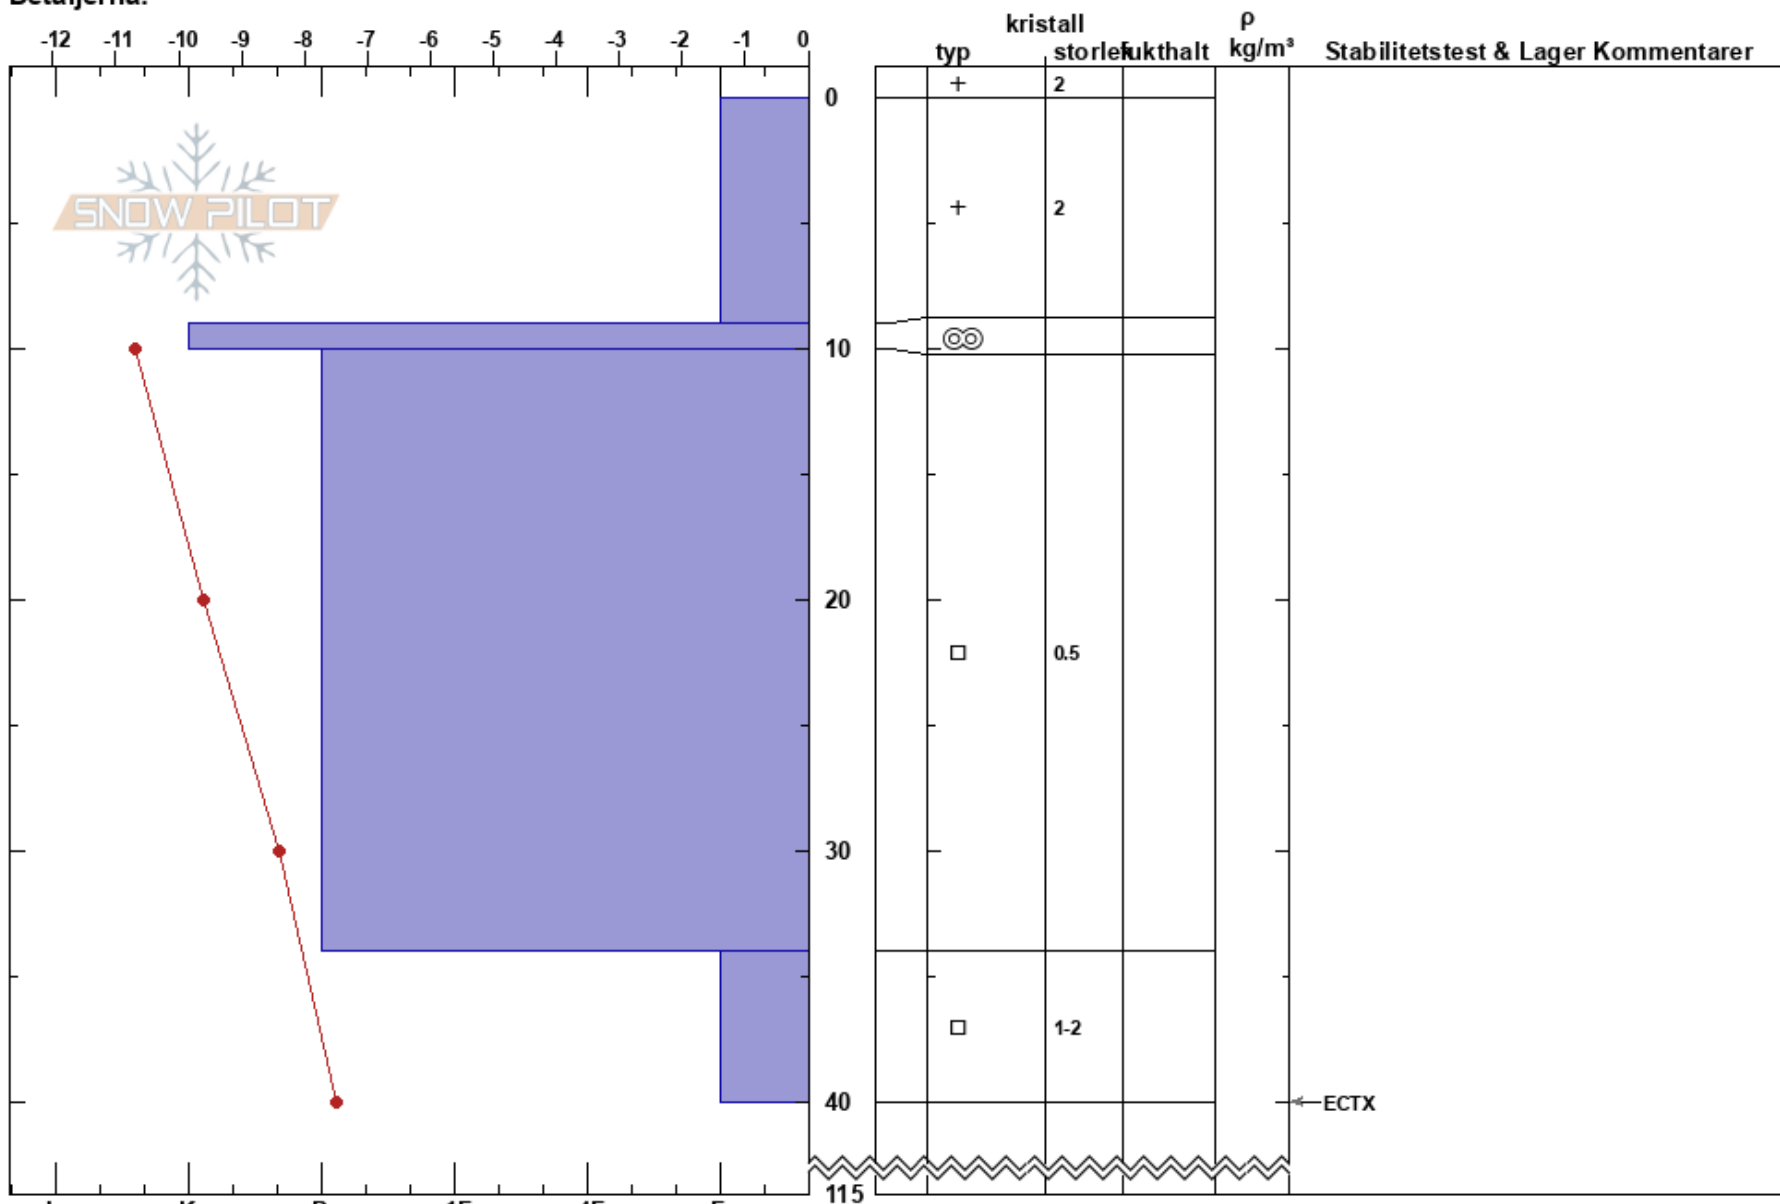 kristall ρ
-12 -11 -10 -9 -8 -7 -6 -5 -4 -3 -2 -1 0 typ storlek fukthalt kg/m³ Stabilitetstest & Lager Kommentarer
+ 2
0
SNOW PILOT + 2
10
20
0.5
30
1-2
40 ECTX
115